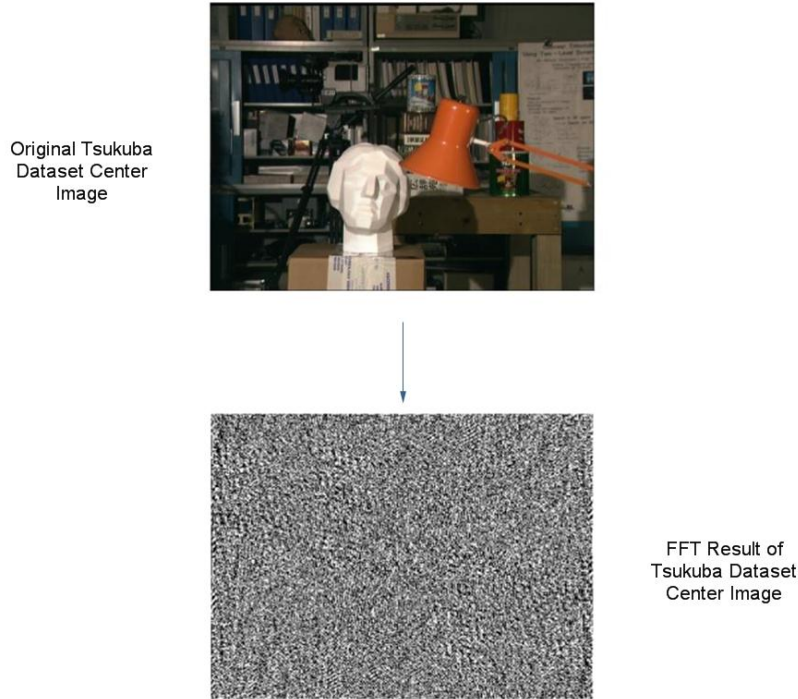 Original Tsukuba
Dataset Center
Image
FFT Result of
Tsukuba Dataset
Center Image